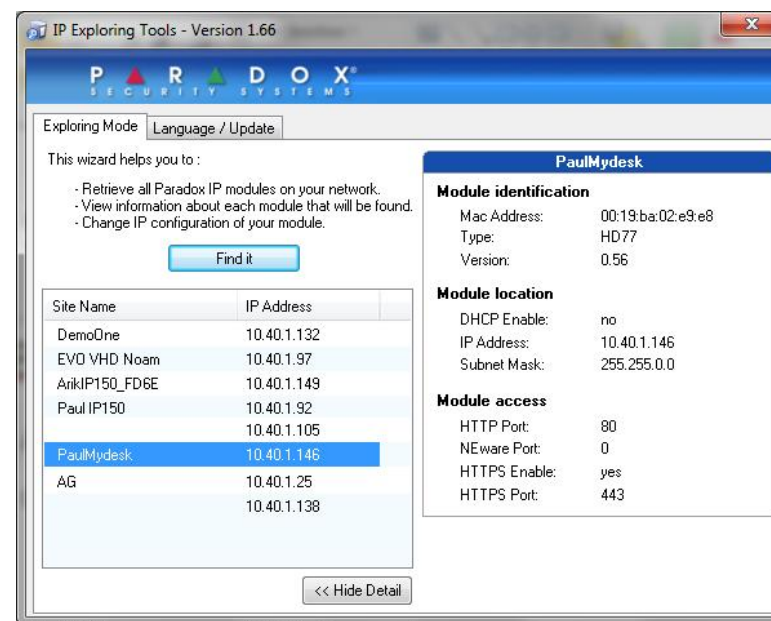 IP Exploring Tools - Version 1.66
PARADOX®
SECURITY SYSTEMS
Exploring Mode
Language / Update
This wizard helps you to :
- Retrieve all Paradox IP modules on your network.
- View information about each module that will be found.
- Change IP configuration of your module.
Find it
Site Name IP Address
DemoOne 10.40.1.132
EVO VHD Noam 10.40.1.97
ArikIP150_FD6E 10.40.1.149
Paul IP150 10.40.1.92
10.40.1.105
PaulMydesk 10.40.1.146
AG 10.40.1.25
10.40.1.138
<< Hide Detail
PaulMydesk
Module identification
Mac Address: 00:19:ba:02:e9:e8
Type: HD77
Version: 0.56
Module location
DHCP Enable: no
IP Address: 10.40.1.146
Subnet Mask: 255.255.0.0
Module access
HTTP Port: 80
NEware Port: 0
HTTPS Enable: yes
HTTPS Port: 443